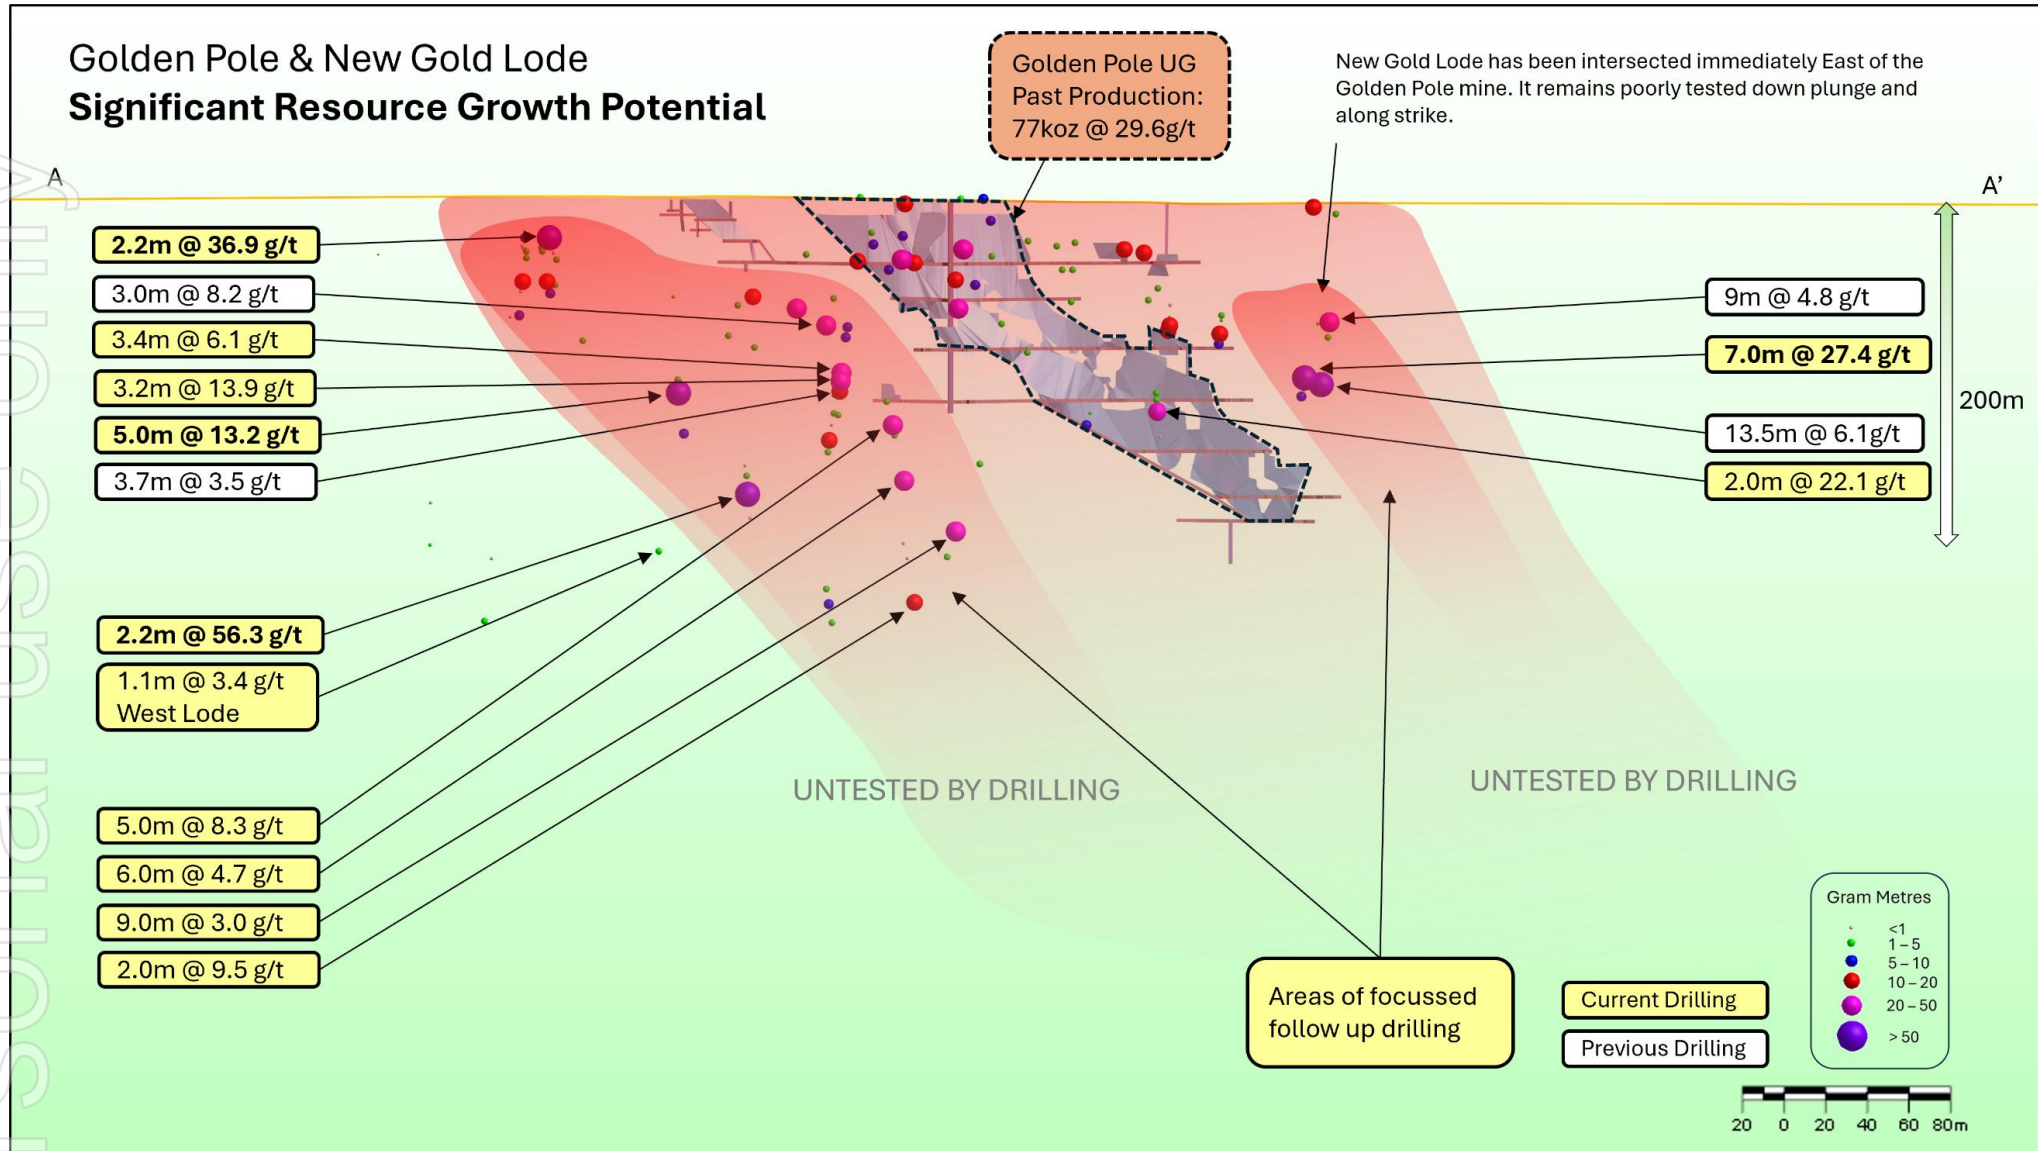 Golden Pole & New Gold Lode
Significant Resource Growth Potential
Golden Pole UG
Past Production:
77koz @ 29.6g/t
New Gold Lode has been intersected immediately East of the
Golden Pole mine. It remains poorly tested down plunge and
along strike.
A
A’
2.2m @ 36.9 g/t
3.0m @ 8.2 g/t
3.4m @ 6.1 g/t
3.2m @ 13.9 g/t
5.0m @ 13.2 g/t
3.7m @ 3.5 g/t
2.2m @ 56.3 g/t
1.1m @ 3.4 g/t
West Lode
5.0m @ 8.3 g/t
6.0m @ 4.7 g/t
9.0m @ 3.0 g/t
2.0m @ 9.5 g/t
9m @ 4.8 g/t
7.0m @ 27.4 g/t
13.5m @ 6.1g/t
2.0m @ 22.1 g/t
200m
UNTESTED BY DRILLING
UNTESTED BY DRILLING
Areas of focussed
follow up drilling
Current Drilling
Previous Drilling
Gram Metres
<1
1 – 5
5 – 10
10 – 20
20 – 50
> 50
20 0 20 40 60 80m
sonal use only